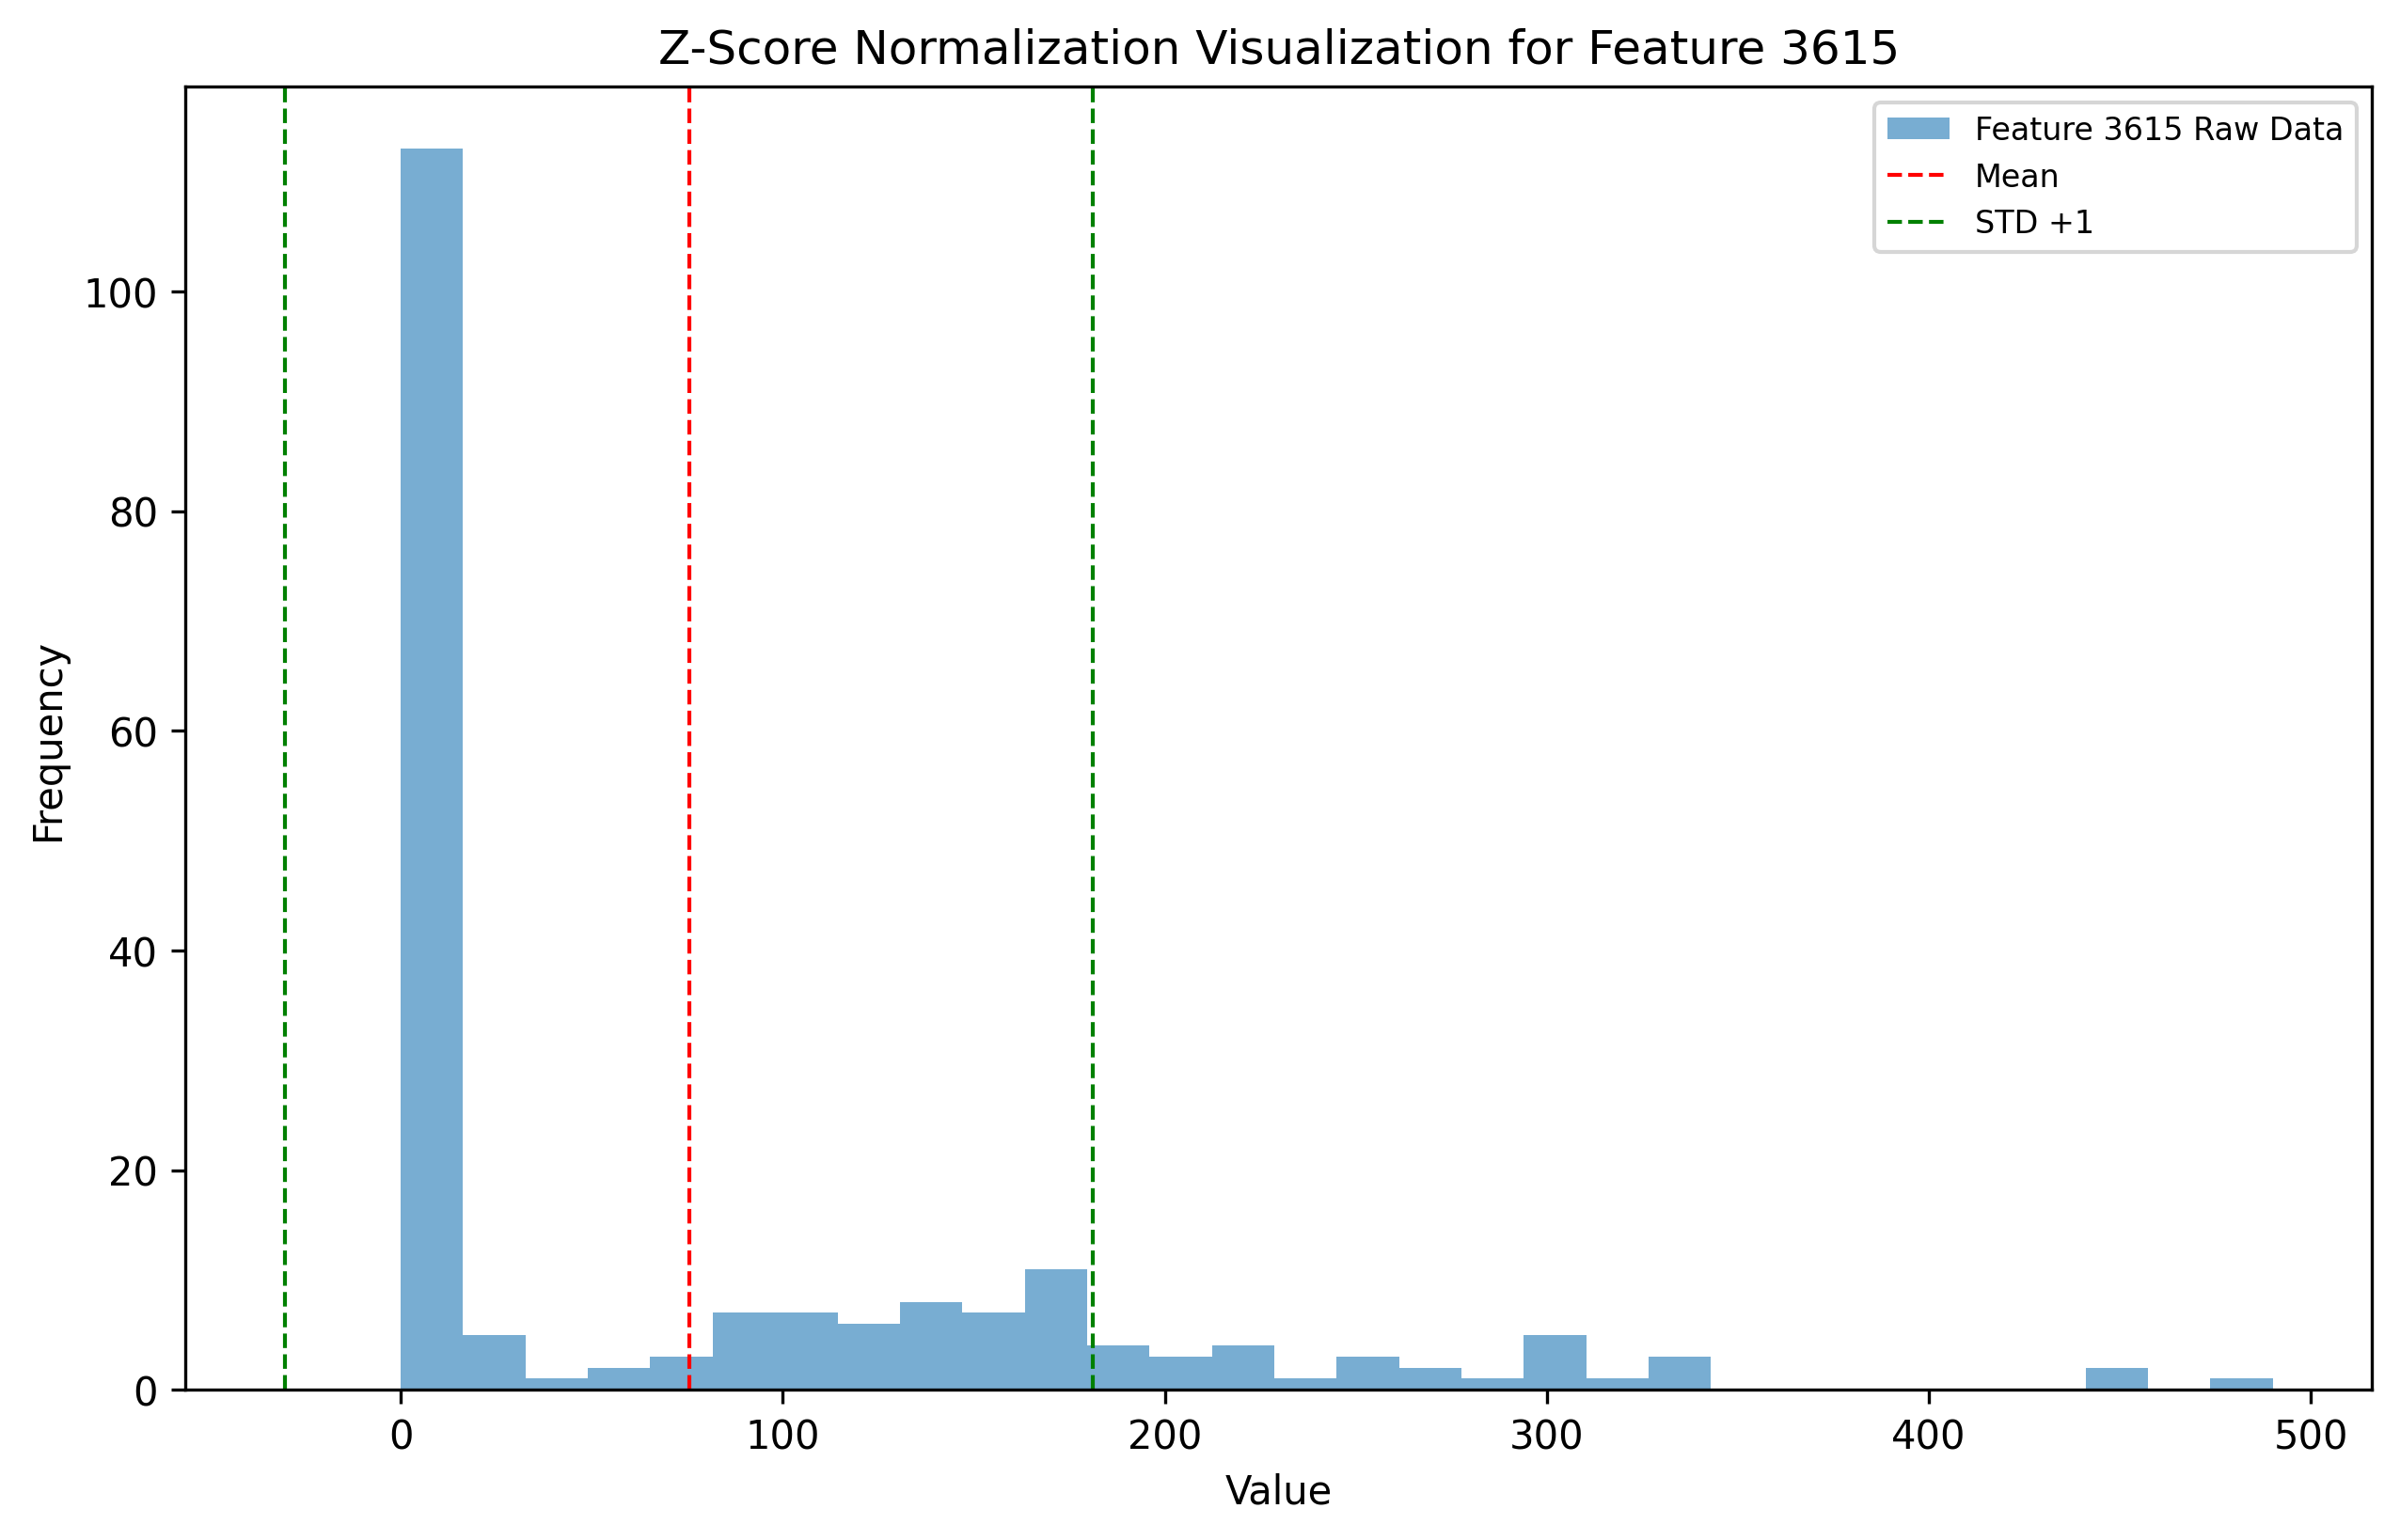 Z-Score Normalization Visualization for Feature 3615
Feature 3615 Raw Data
Mean
STD +1
100
80
60
40
20
0
Frequency
0 100 200 300 400 500
Value